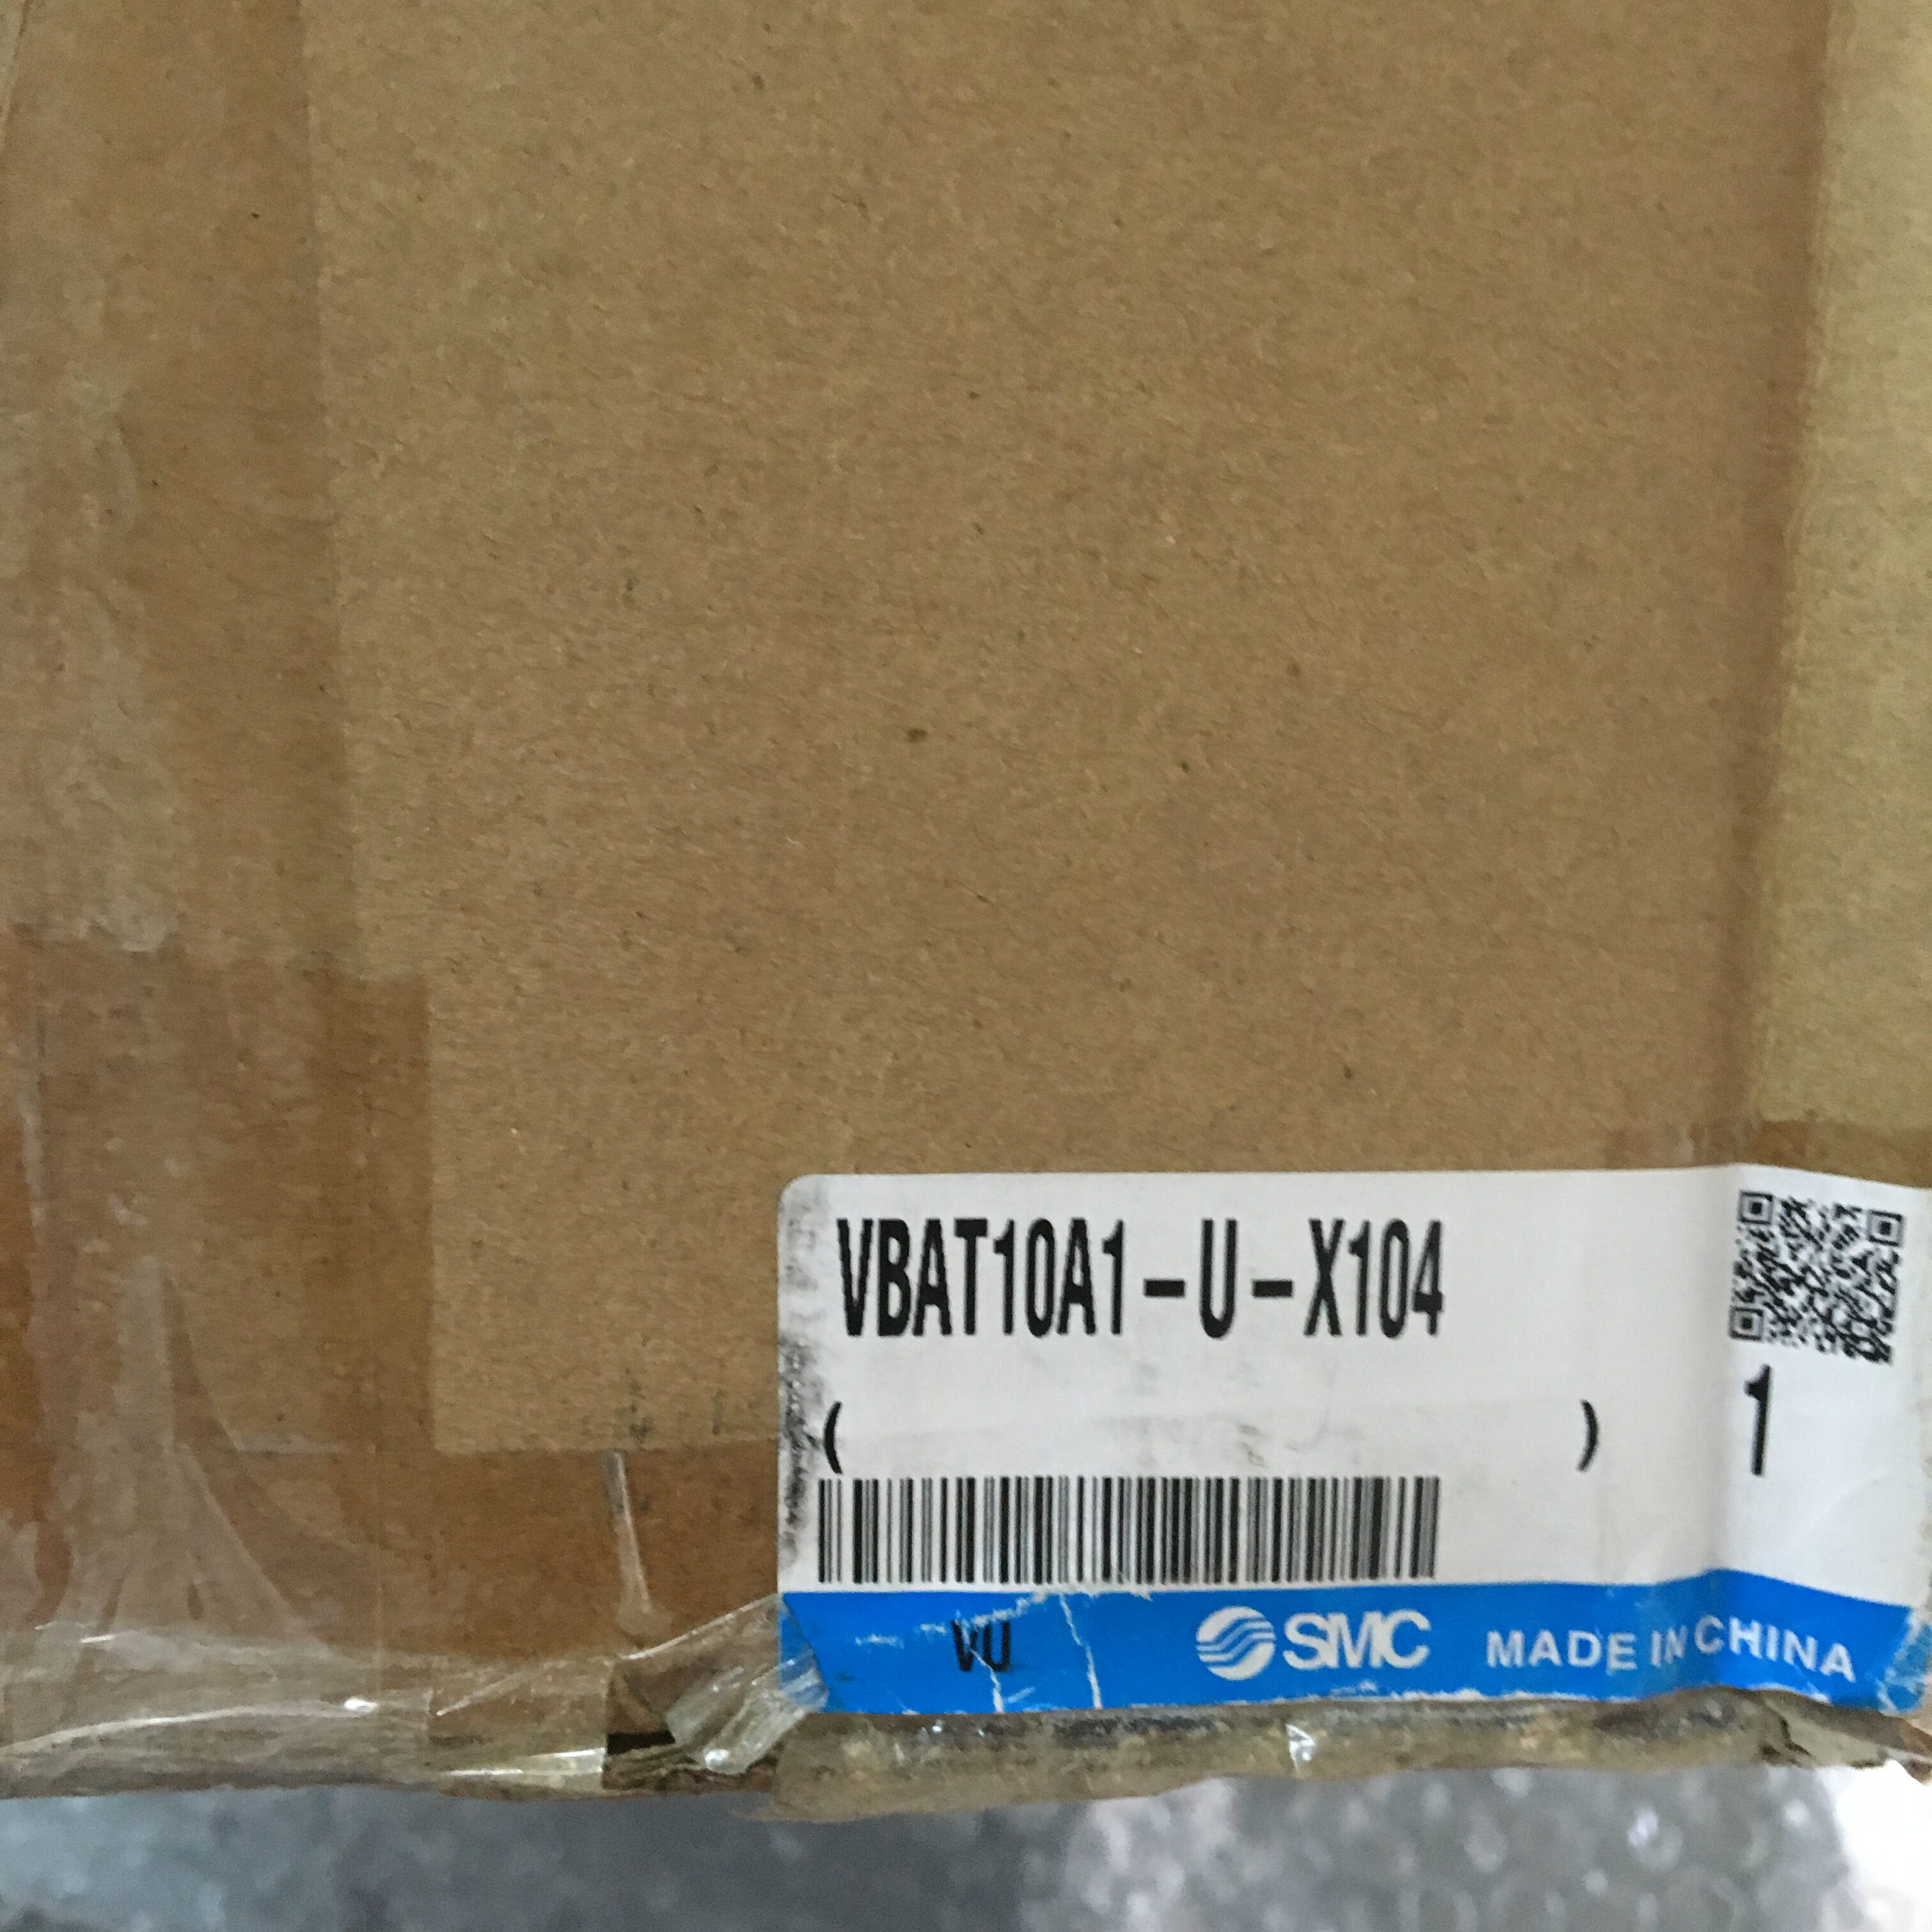 VBAT10A1-U-X104
( ) 1
VU SMC MADE IN CHINA